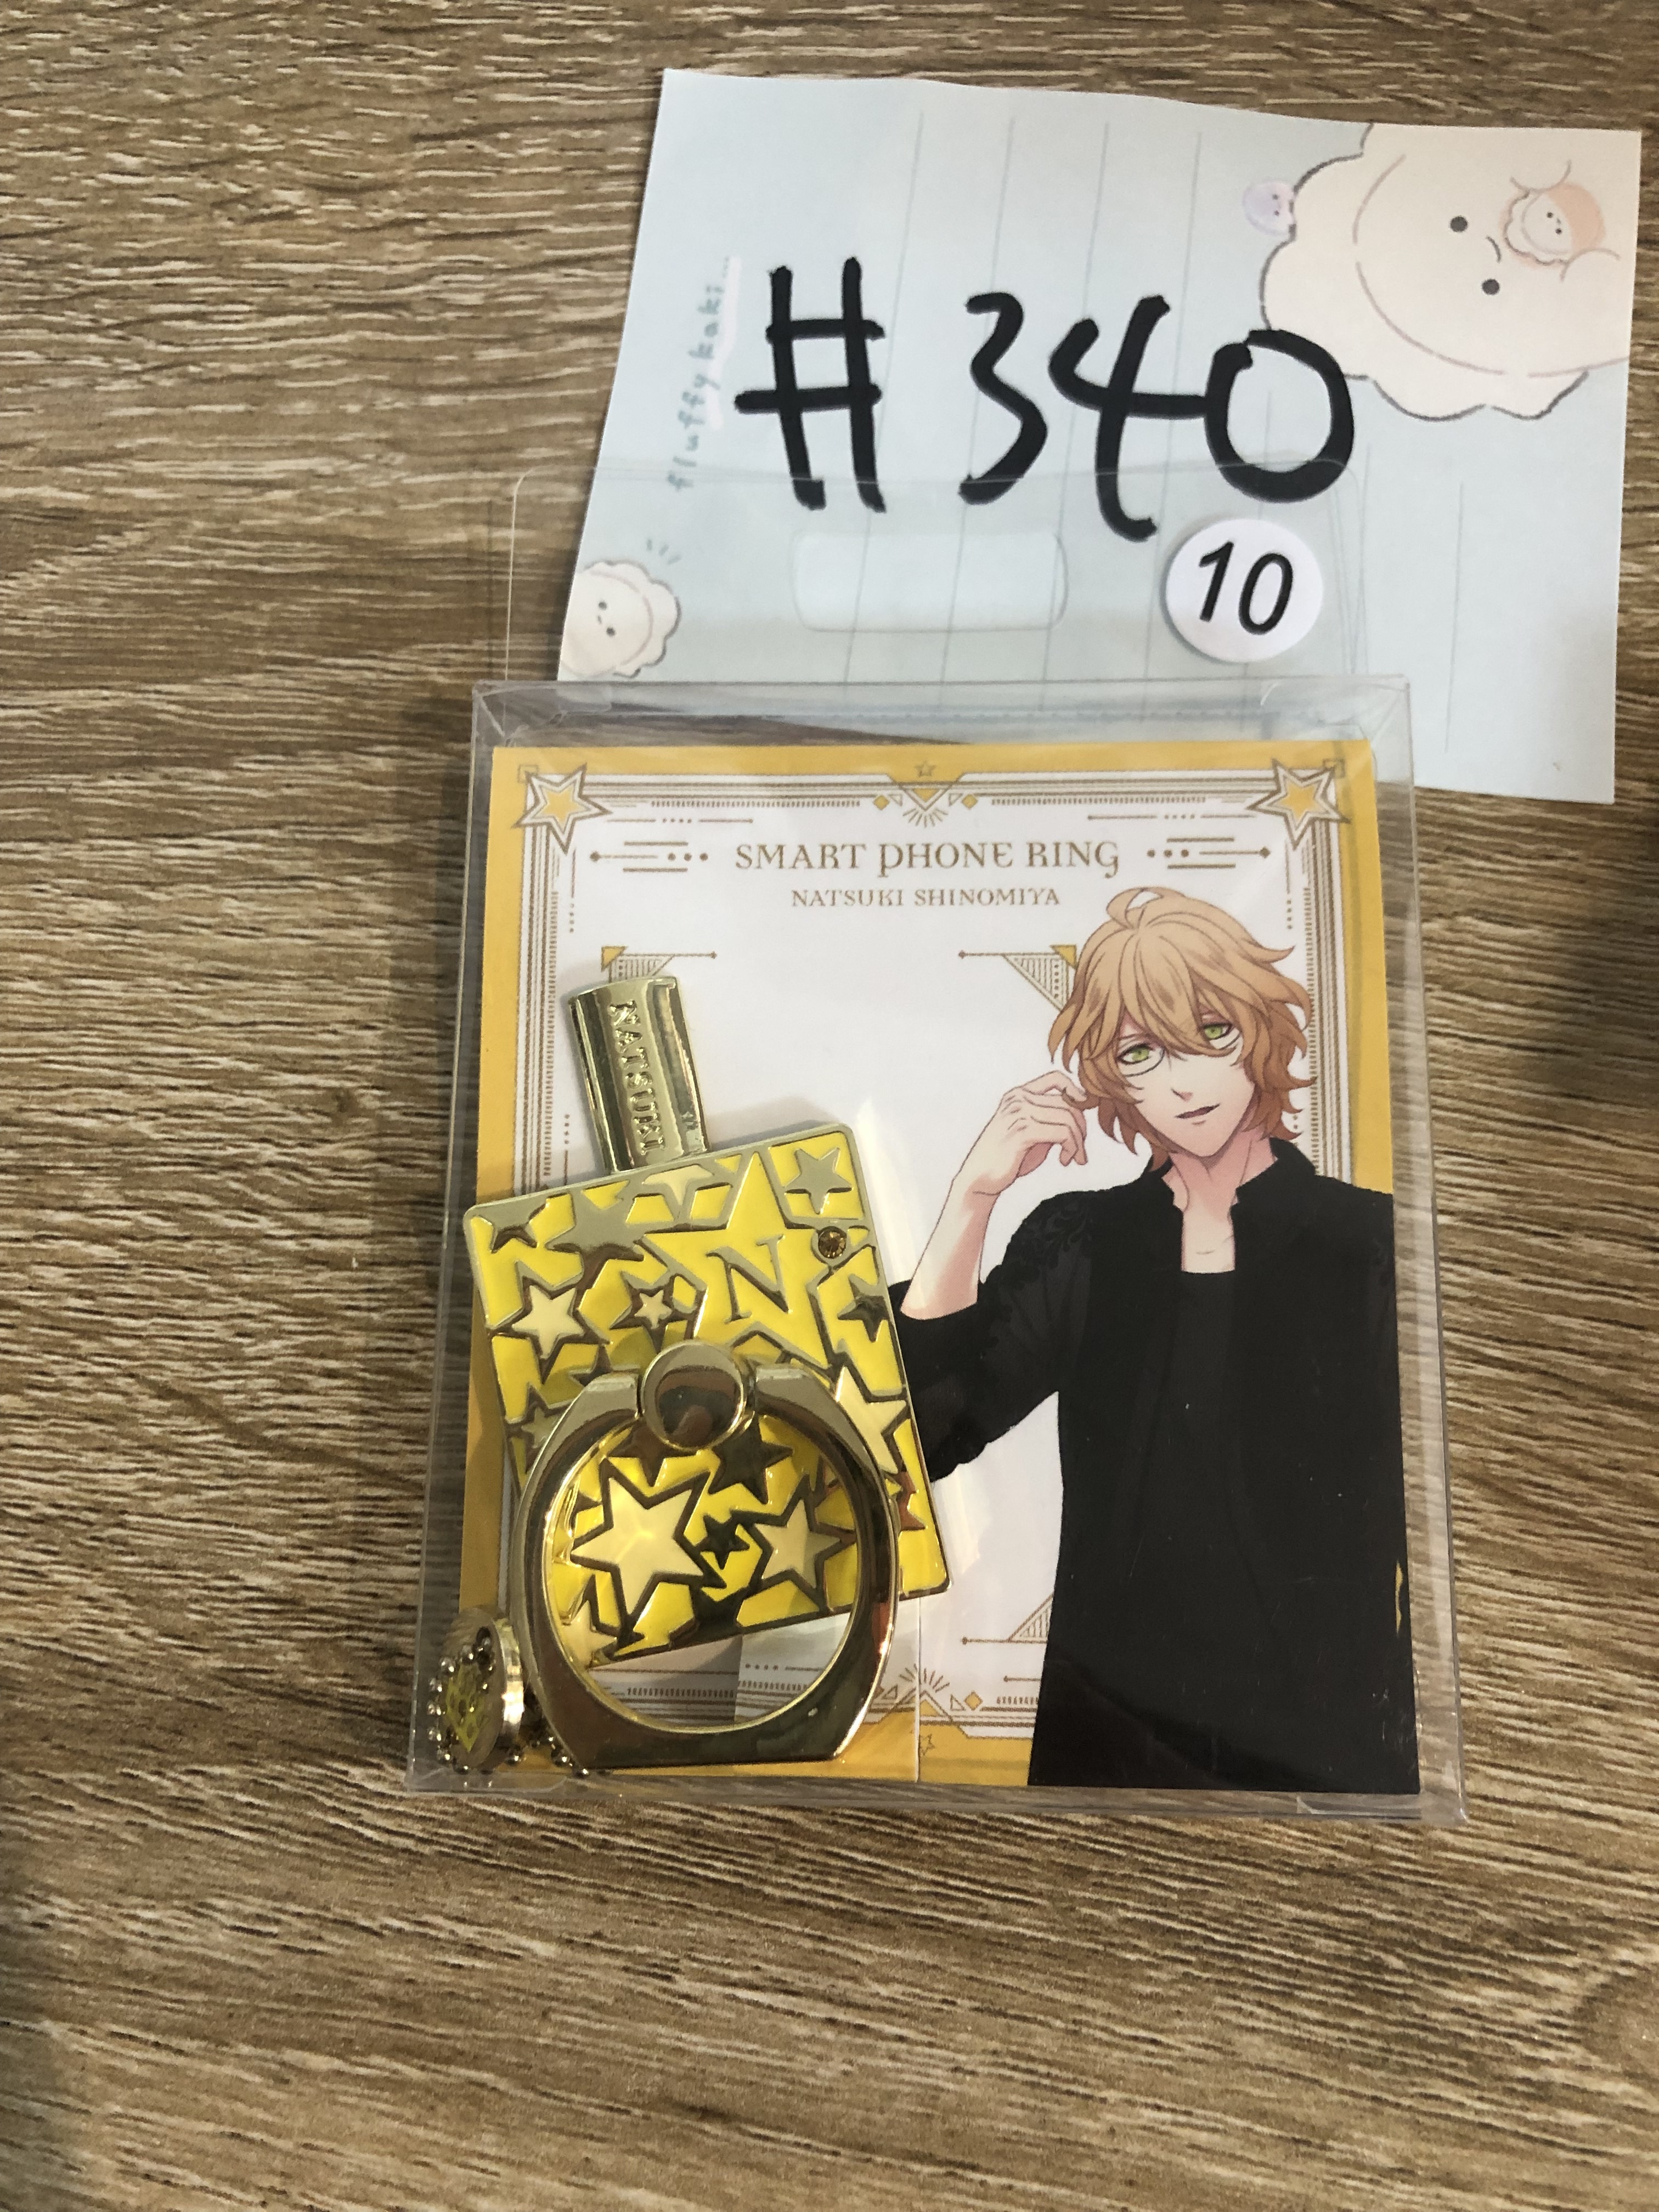 #340
fluffy kaki...
10
SMART PHONE RING
NATSUKI SHINOMIYA
NATSUKI
N